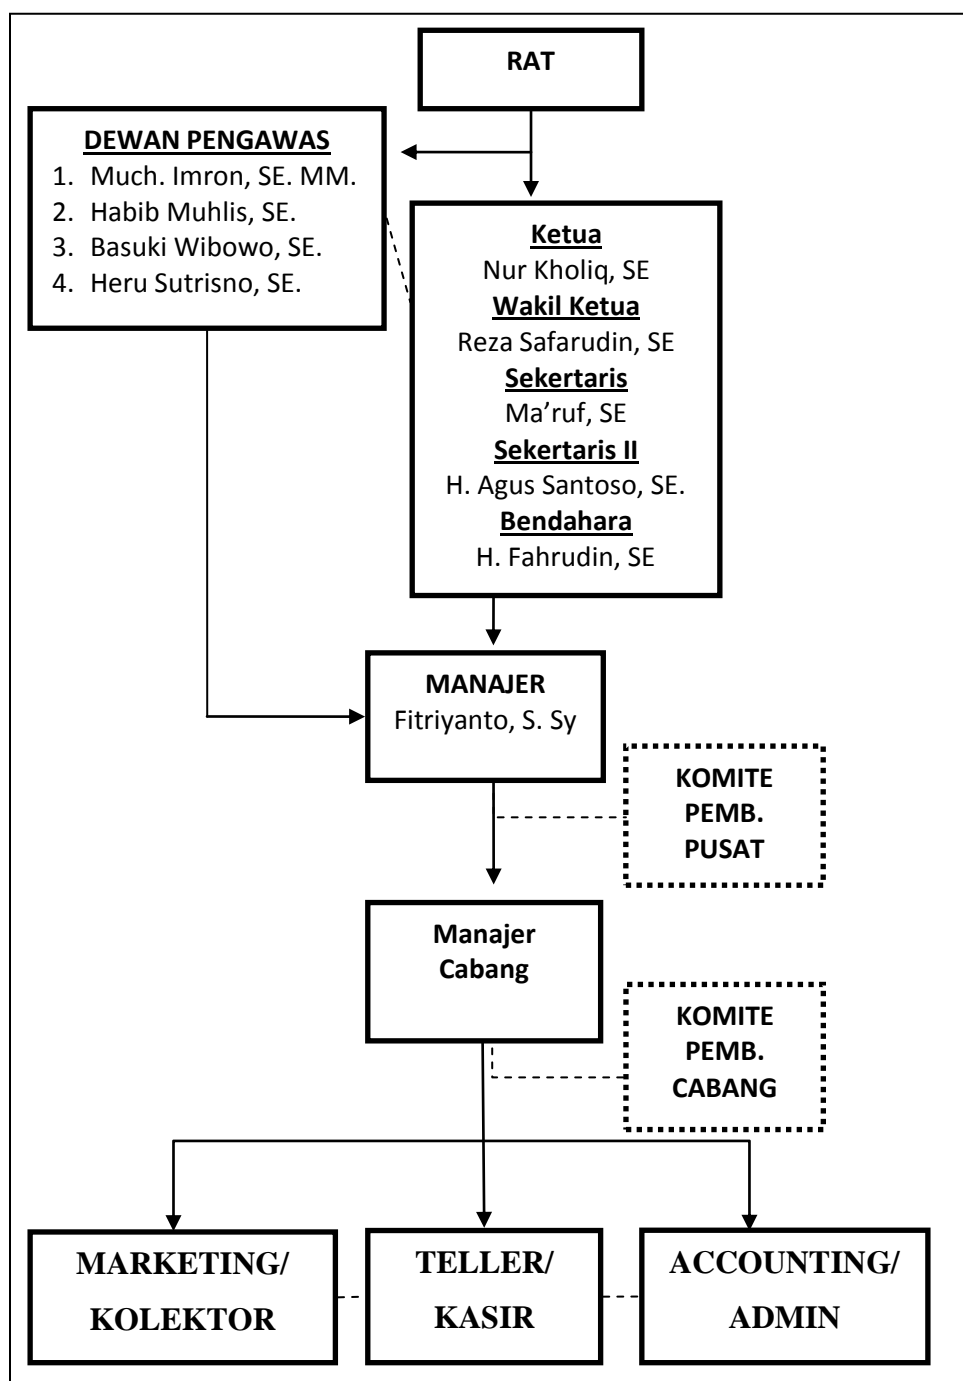 RAT
DEWAN PENGAWAS
1. Much. Imron, SE. MM.
2. Habib Muhlis, SE.
3. Basuki Wibowo, SE.
4. Heru Sutrisno, SE.
Ketua
Nur Kholiq, SE
Wakil Ketua
Reza Safarudin, SE
Sekertaris
Ma’ruf, SE
Sekertaris II
H. Agus Santoso, SE.
Bendahara
H. Fahrudin, SE
MANAJER
Fitriyanto, S. Sy
KOMITE
PEMB.
PUSAT
Manajer
Cabang
KOMITE
PEMB.
CABANG
MARKETING/
KOLEKTOR
TELLER/
KASIR
ACCOUNTING/
ADMIN